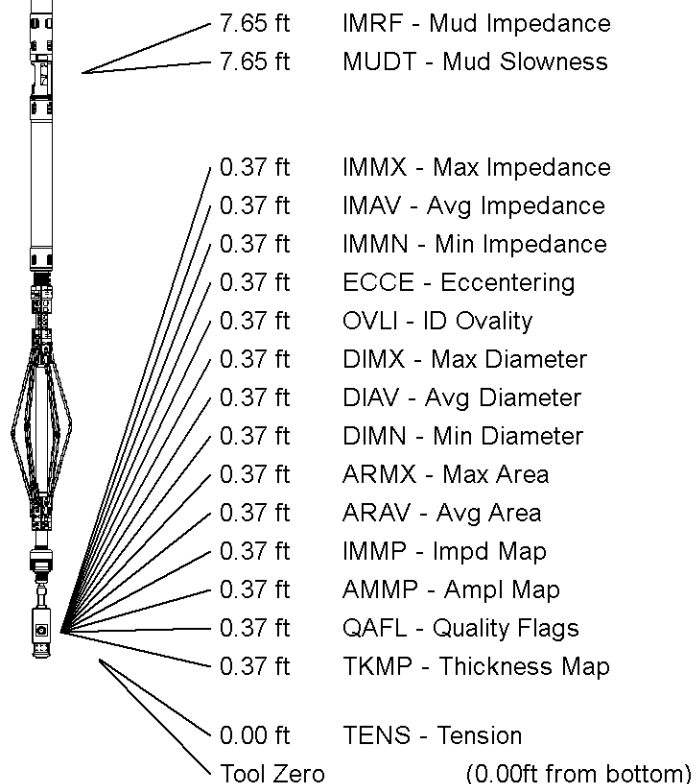 7.65 ft IMRF - Mud Impedance
7.65 ft MUDT - Mud Slowness
0.37 ft IMMX - Max Impedance
0.37 ft IMAV - Avg Impedance
0.37 ft IMMN - Min Impedance
0.37 ft ECCE - Eccentering
0.37 ft OVLI - ID Ovality
0.37 ft DIMX - Max Diameter
0.37 ft DIAV - Avg Diameter
0.37 ft DIMN - Min Diameter
0.37 ft ARMX - Max Area
0.37 ft ARAV - Avg Area
0.37 ft IMMP - Impd Map
0.37 ft AMMP - Ampl Map
0.37 ft QAFL - Quality Flags
0.37 ft TKMP - Thickness Map
0.00 ft TENS - Tension
Tool Zero (0.00ft from bottom)